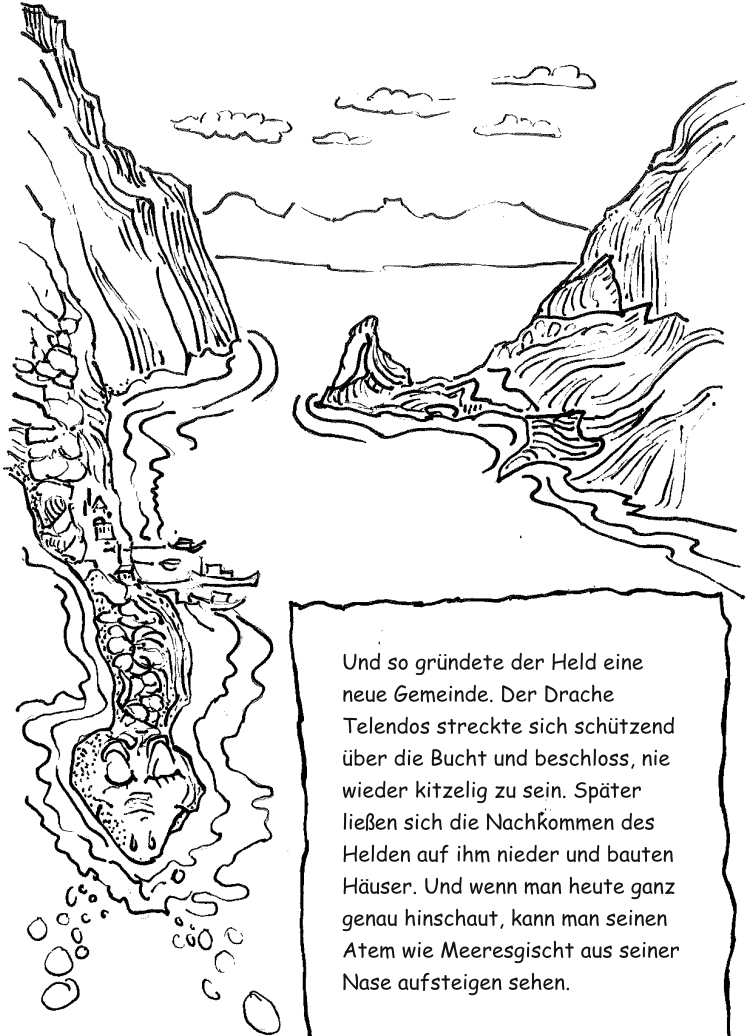 Und so gründete der Held eine
neue Gemeinde. Der Drache
Telendos streckte sich schützend
über die Bucht und beschloss, nie
wieder kitzelig zu sein. Später
ließen sich die Nachkommen des
Helden auf ihm nieder und bauten
Häuser. Und wenn man heute ganz
genau hinschaut, kann man seinen
Atem wie Meeresgischt aus seiner
Nase aufsteigen sehen.